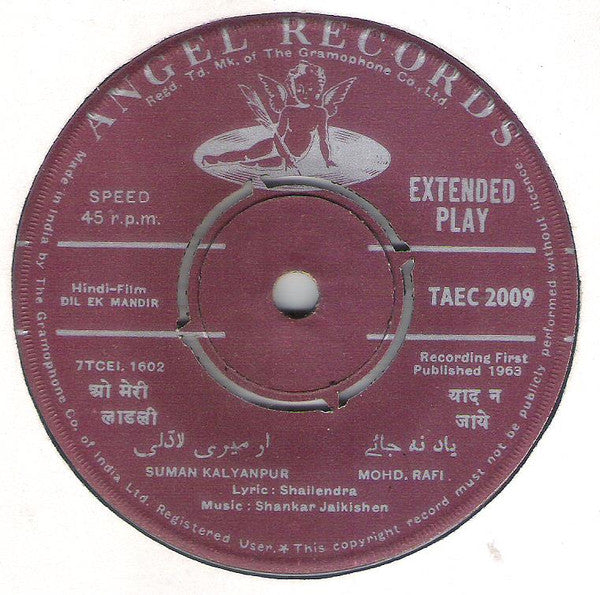 ANGEL RECORDS
Regd. Td. Mk. of The Gramophone Co., Ltd.
SPEED
45 r.p.m.
EXTENDED
PLAY
Hindi-Film
DIL EK MANDIR
TAEC 2009
7TCEI. 1602
Recording First
Published 1963
ओ मेरी
लाडली
याद न
जाये
او میری لاڈلی
یاد نہ جائے
SUMAN KALYANPUR
MOHD. RAFI
Lyric : Shailendra
Music : Shankar Jaikishen
Made in India by The Gramophone Co. of India Ltd. Registered User. * This copyright record must not be publicly performed without licence